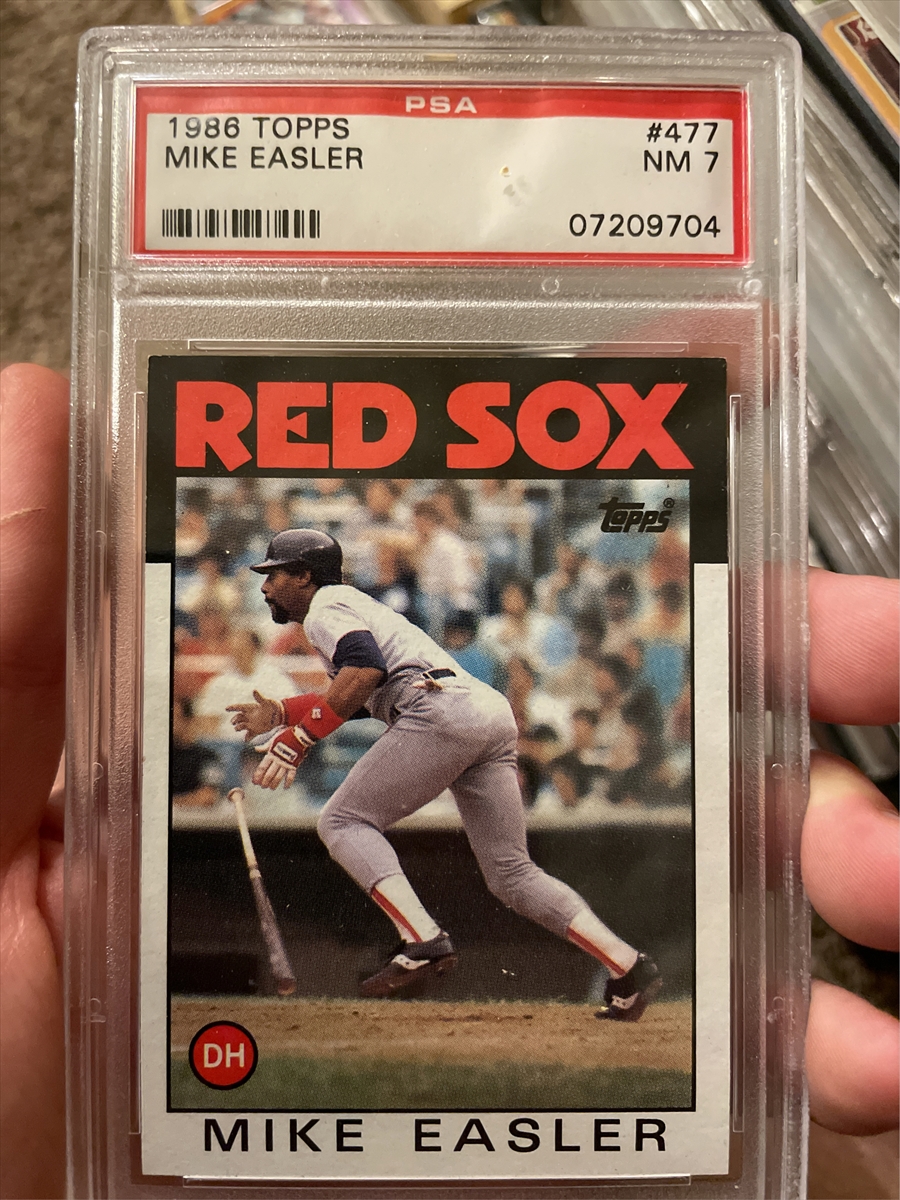 PSA
1986 TOPPS #477
MIKE EASLER NM 7
07209704
RED SOX
topps®
DH
MIKE EASLER